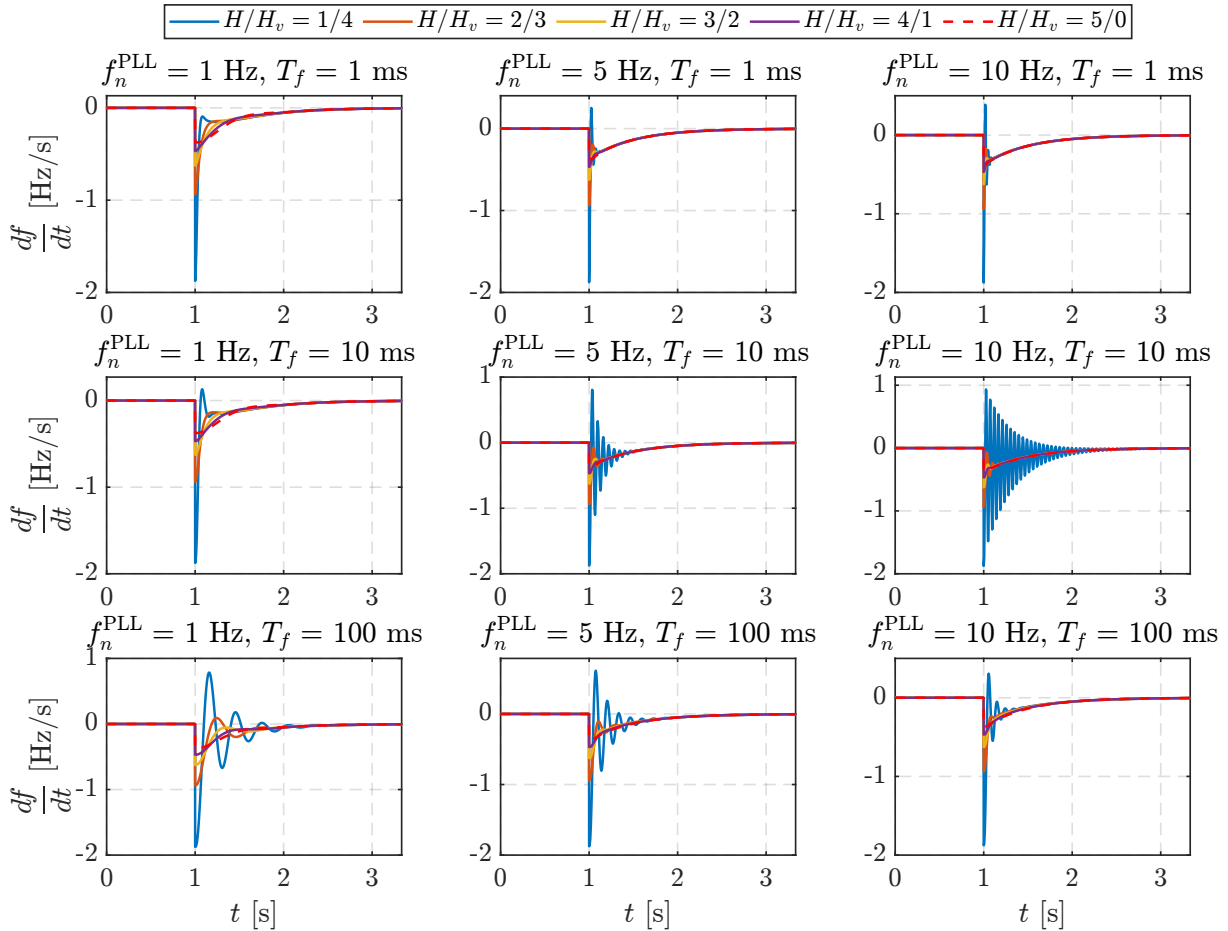 H/H_v = 1/4 H/H_v = 2/3 H/H_v = 3/2 H/H_v = 4/1 H/H_v = 5/0
f_n^PLL = 1 Hz, T_f = 1 ms
f_n^PLL = 5 Hz, T_f = 1 ms
f_n^PLL = 10 Hz, T_f = 1 ms
df/dt [Hz/s]
0
-1
-2
0 1 2 3
0
-1
-2
0 1 2 3
0
-1
-2
0 1 2 3
f_n^PLL = 1 Hz, T_f = 10 ms
f_n^PLL = 5 Hz, T_f = 10 ms
f_n^PLL = 10 Hz, T_f = 10 ms
df/dt [Hz/s]
0
-1
-2
0 1 2 3
1
0
-1
-2
0 1 2 3
1
0
-1
-2
0 1 2 3
f_n^PLL = 1 Hz, T_f = 100 ms
f_n^PLL = 5 Hz, T_f = 100 ms
f_n^PLL = 10 Hz, T_f = 100 ms
df/dt [Hz/s]
1
0
-1
-2
0 1 2 3
t [s]
0
-1
-2
0 1 2 3
t [s]
0
-1
-2
0 1 2 3
t [s]